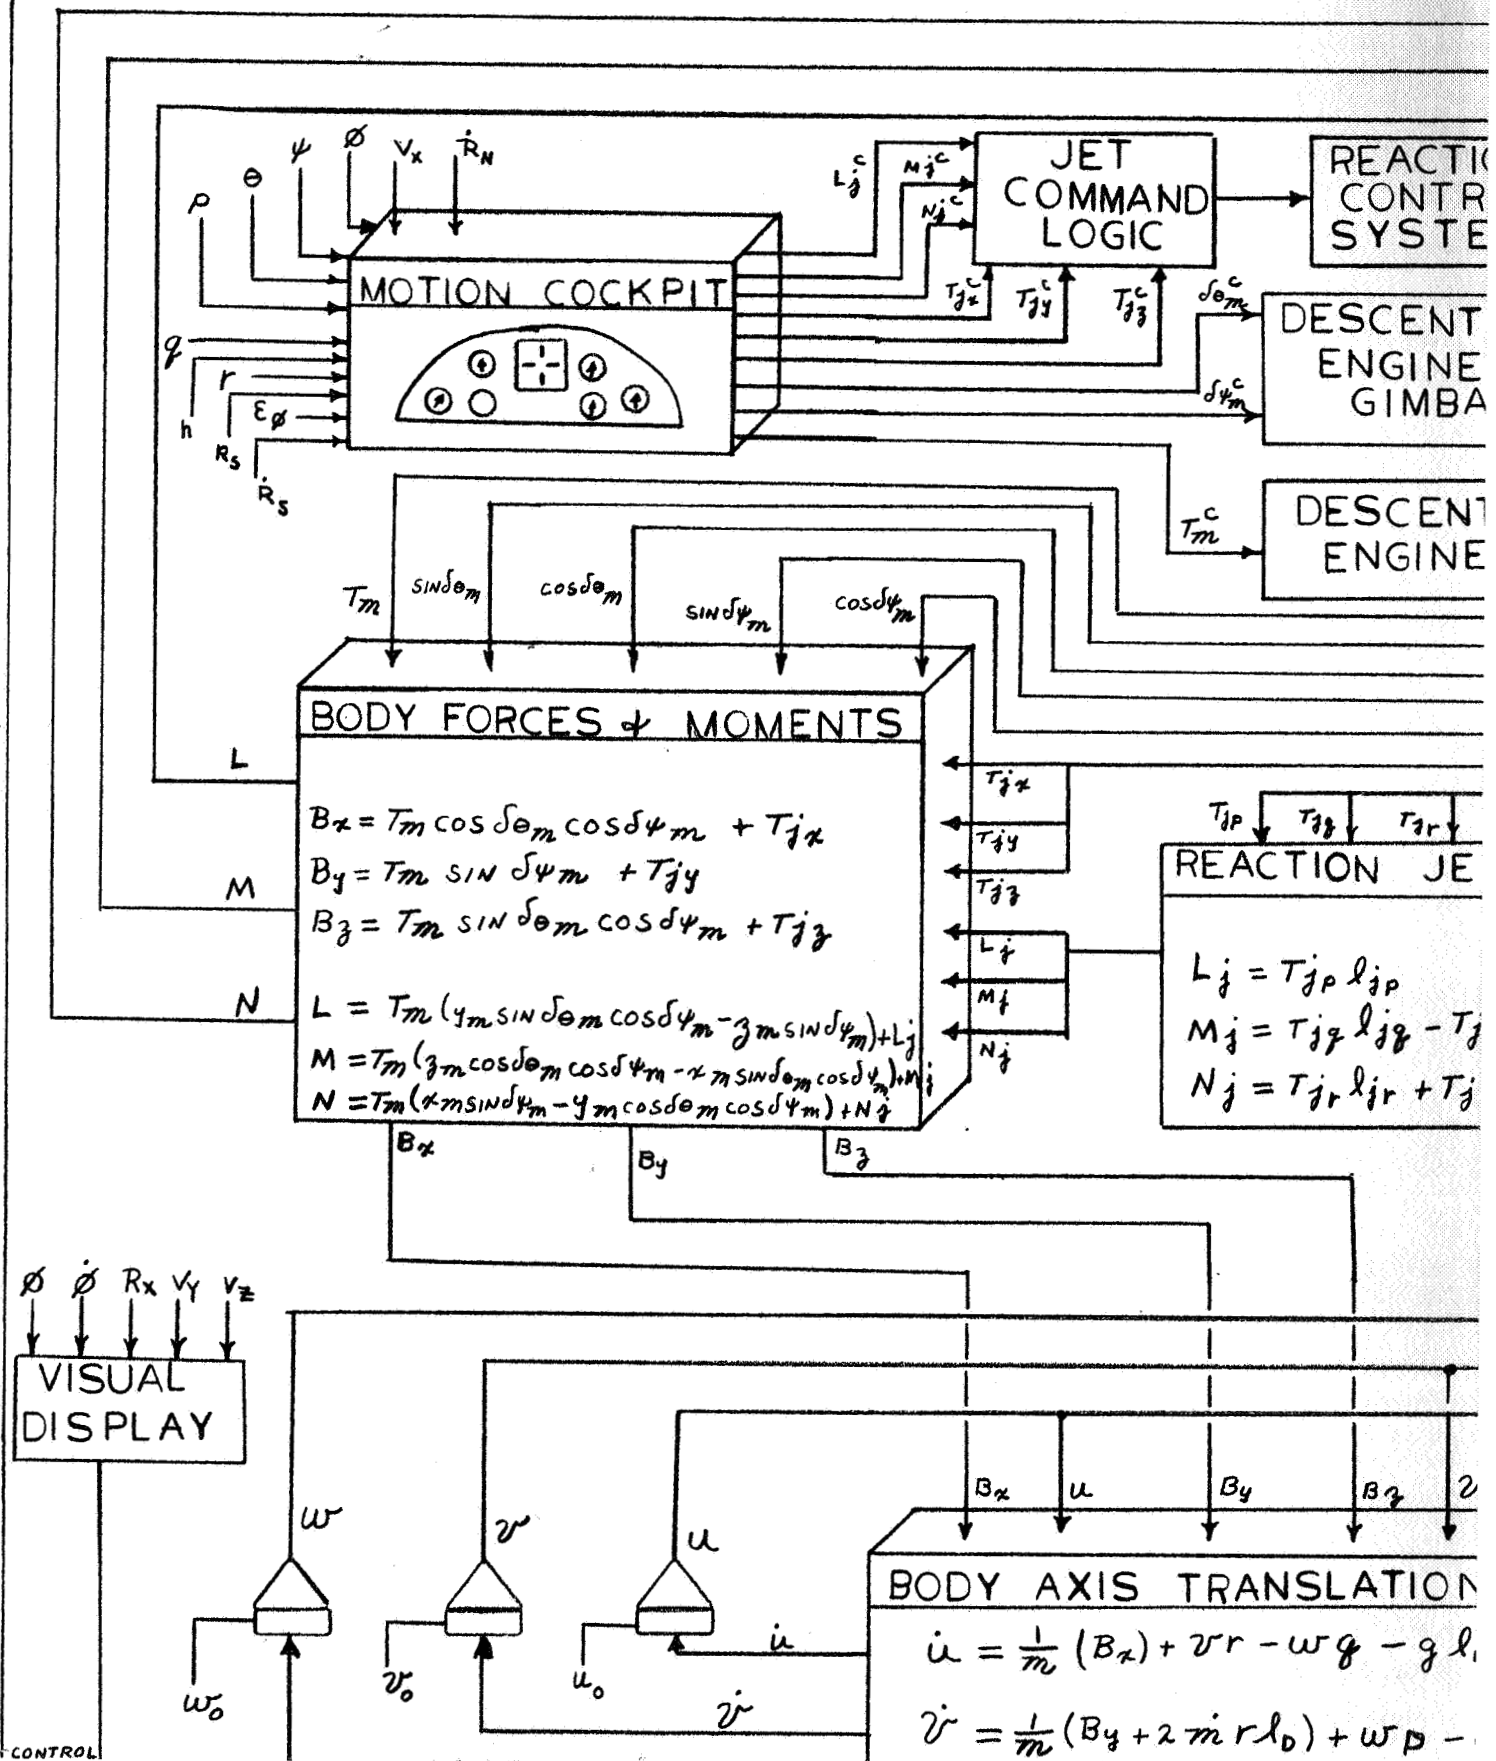 ψ
ø
Vx
ṘN
θ
p
q
h
r
Rs
εø
Ṙs
MOTION COCKPIT
Ljᶜ
Mjᶜ
Njᶜ
JET
COMMAND
LOGIC
Tjxᶜ
Tjyᶜ
Tjzᶜ
REACTI
CONTR
SYSTE
δθmᶜ
δψmᶜ
DESCENT
ENGINE
GIMBA
Tmᶜ
DESCENT
ENGINE
Tm
SINδθm
COSδθm
SINδψm
COSδψm
BODY FORCES & MOMENTS
L
M
N
Bx = Tm COS δθm COSδψm + Tjx
By = Tm SIN δψm + Tjy
Bz = Tm SIN δθm COSδψm + Tjz
L = Tm (ym SINδθm COSδψm - zm SINδψm) + Lj
M = Tm (zm COSδθm COSδψm - xm SINδθm COSδψm) + Mj
N = Tm (xm SINδψm - ym COSδθm COSδψm) + Nj
Tjx
Tjy
Tjz
Lj
Mj
Nj
Tjp
Tjq
Tjr
REACTION JE
Lj = Tjp ljp
Mj = Tjq ljq - Tj
Nj = Tjr ljr + Tj
Bx
By
Bz
ø
ø̇
Rx
VY
Vz
VISUAL
DISPLAY
w
v
u
Bx
u
By
Bz
v
BODY AXIS TRANSLATION
wo
vo
uo
u̇
v̇
u̇ = 1/m (Bx) + vr - wq - g l
v̇ = 1/m (By + 2 ṁ r lD) + wp -
CONTROL